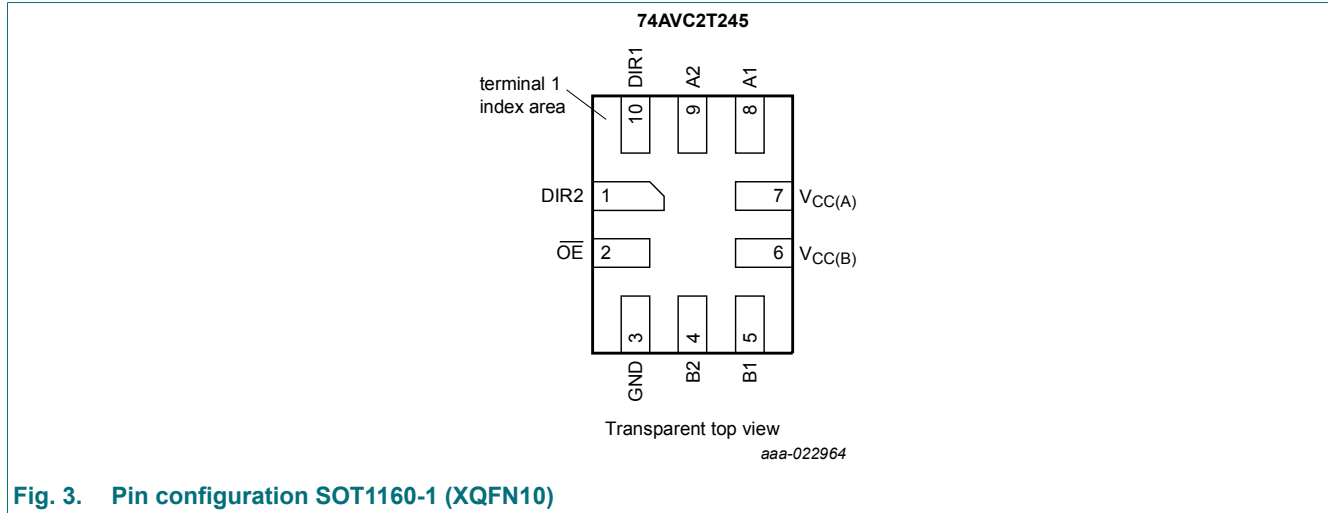 74AVC2T245
terminal 1
index area
DIR1
A2
A1
10
9
8
DIR2
1
7
VCC(A)
OE
2
6
VCC(B)
3
4
5
GND
B2
B1
Transparent top view
aaa-022964
Fig. 3. Pin configuration SOT1160-1 (XQFN10)